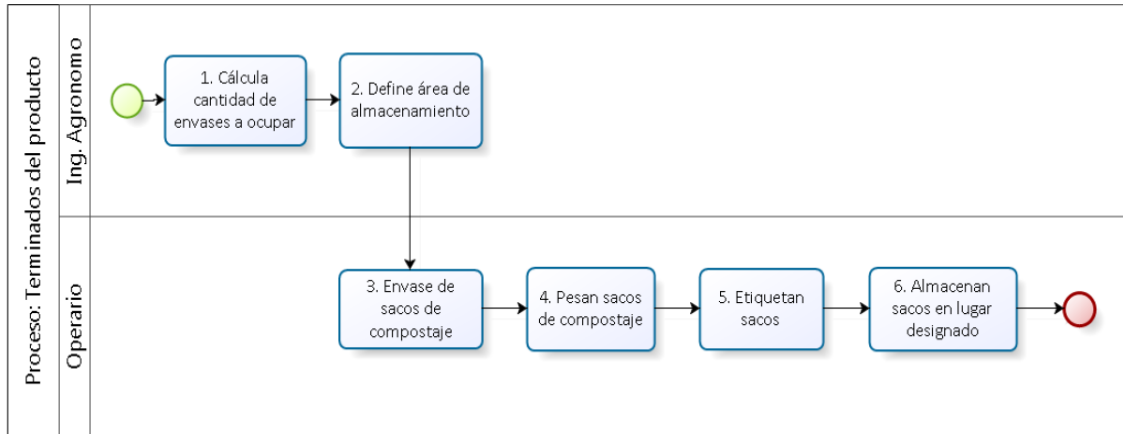 Proceso: Terminados del producto
Ing. Agronomo
1. Cálcula
cantidad de
envases a ocupar
2. Define área de
almacenamiento
Operario
3. Envase de
sacos de
compostaje
4. Pesan sacos
de compostaje
5. Etiquetan
sacos
6. Almacenan
sacos en lugar
designado